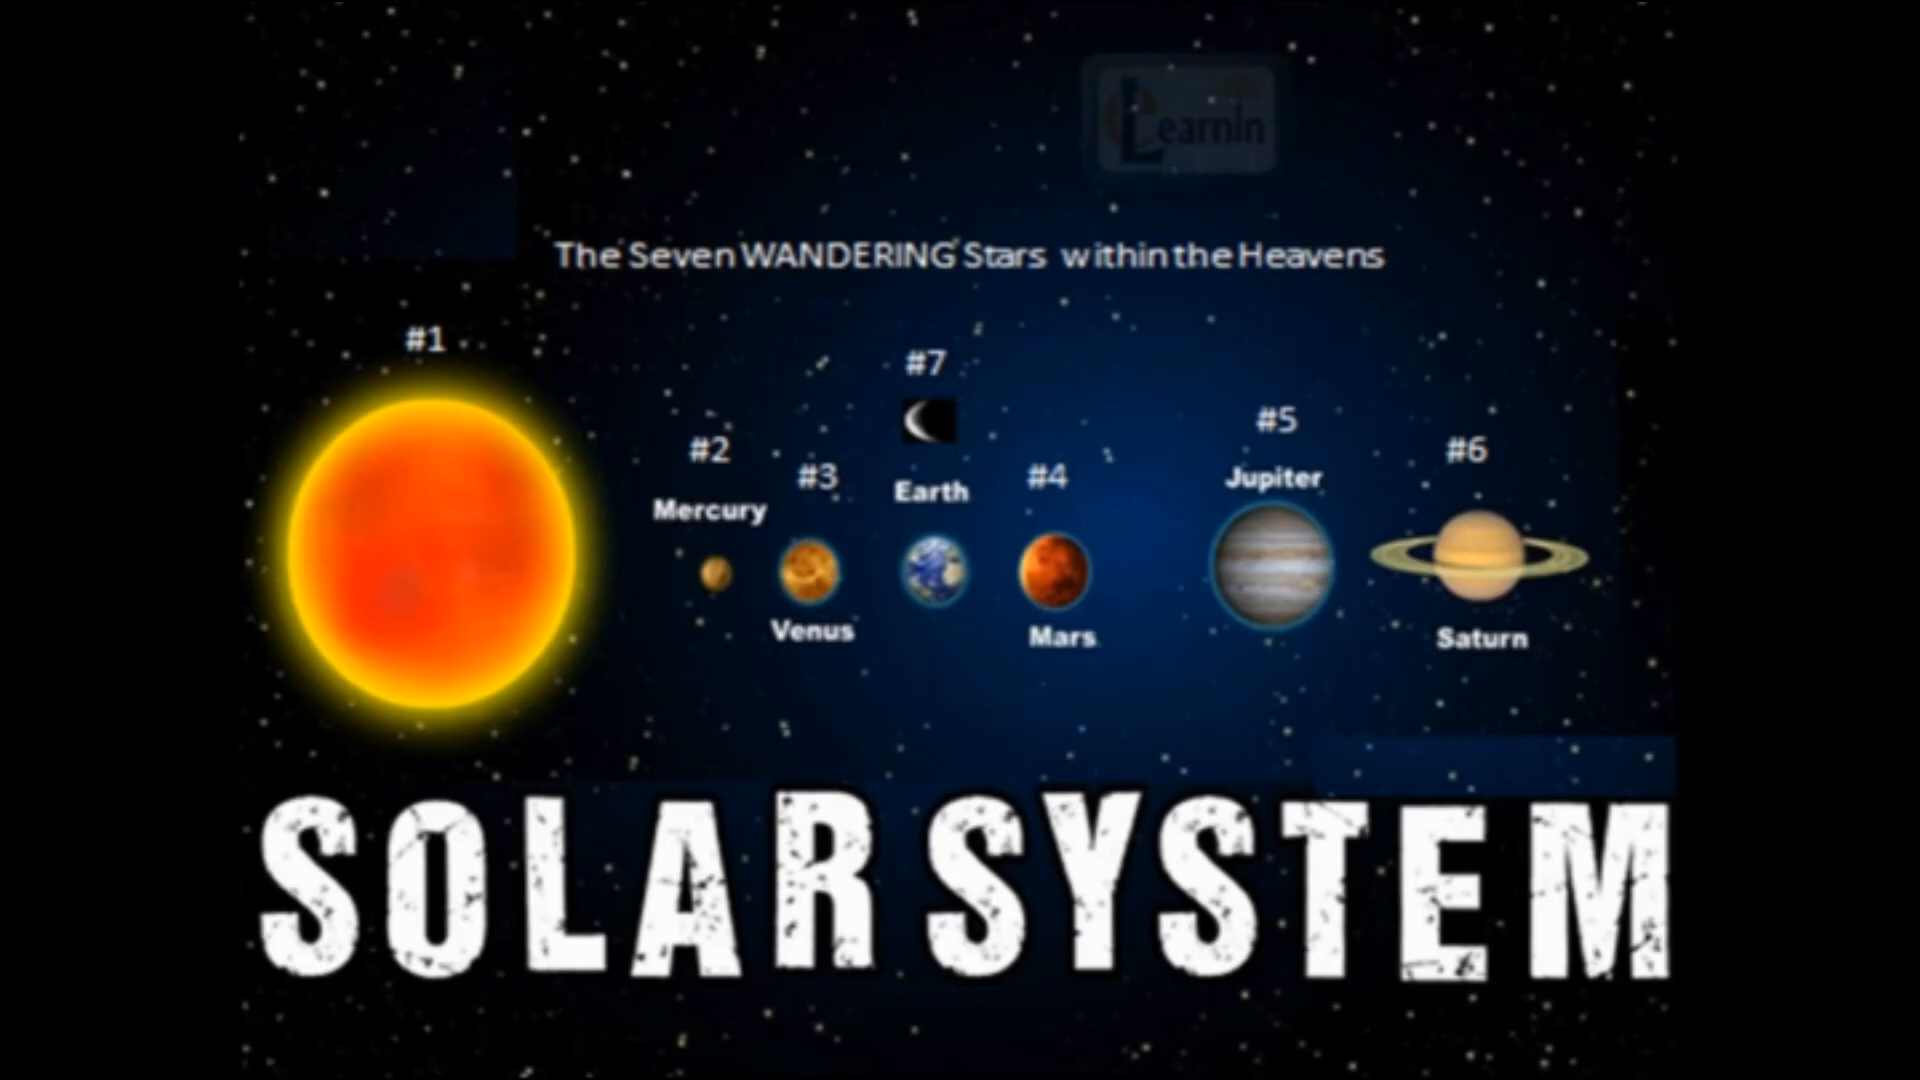 LearnIn
The Seven WANDERING Stars within the Heavens
#1
#7
#5
#2
#3
#4
#6
Mercury
Earth
Jupiter
Venus
Mars
Saturn
SOLAR SYSTEM